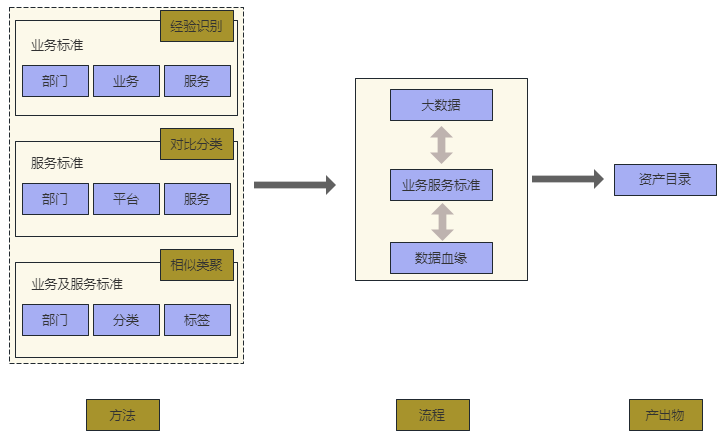 经验识别
业务标准
部门
业务
服务
对比分类
服务标准
部门
平台
服务
相似类聚
业务及服务标准
部门
分类
标签
大数据
业务服务标准
数据血缘
资产目录
方法
流程
产出物